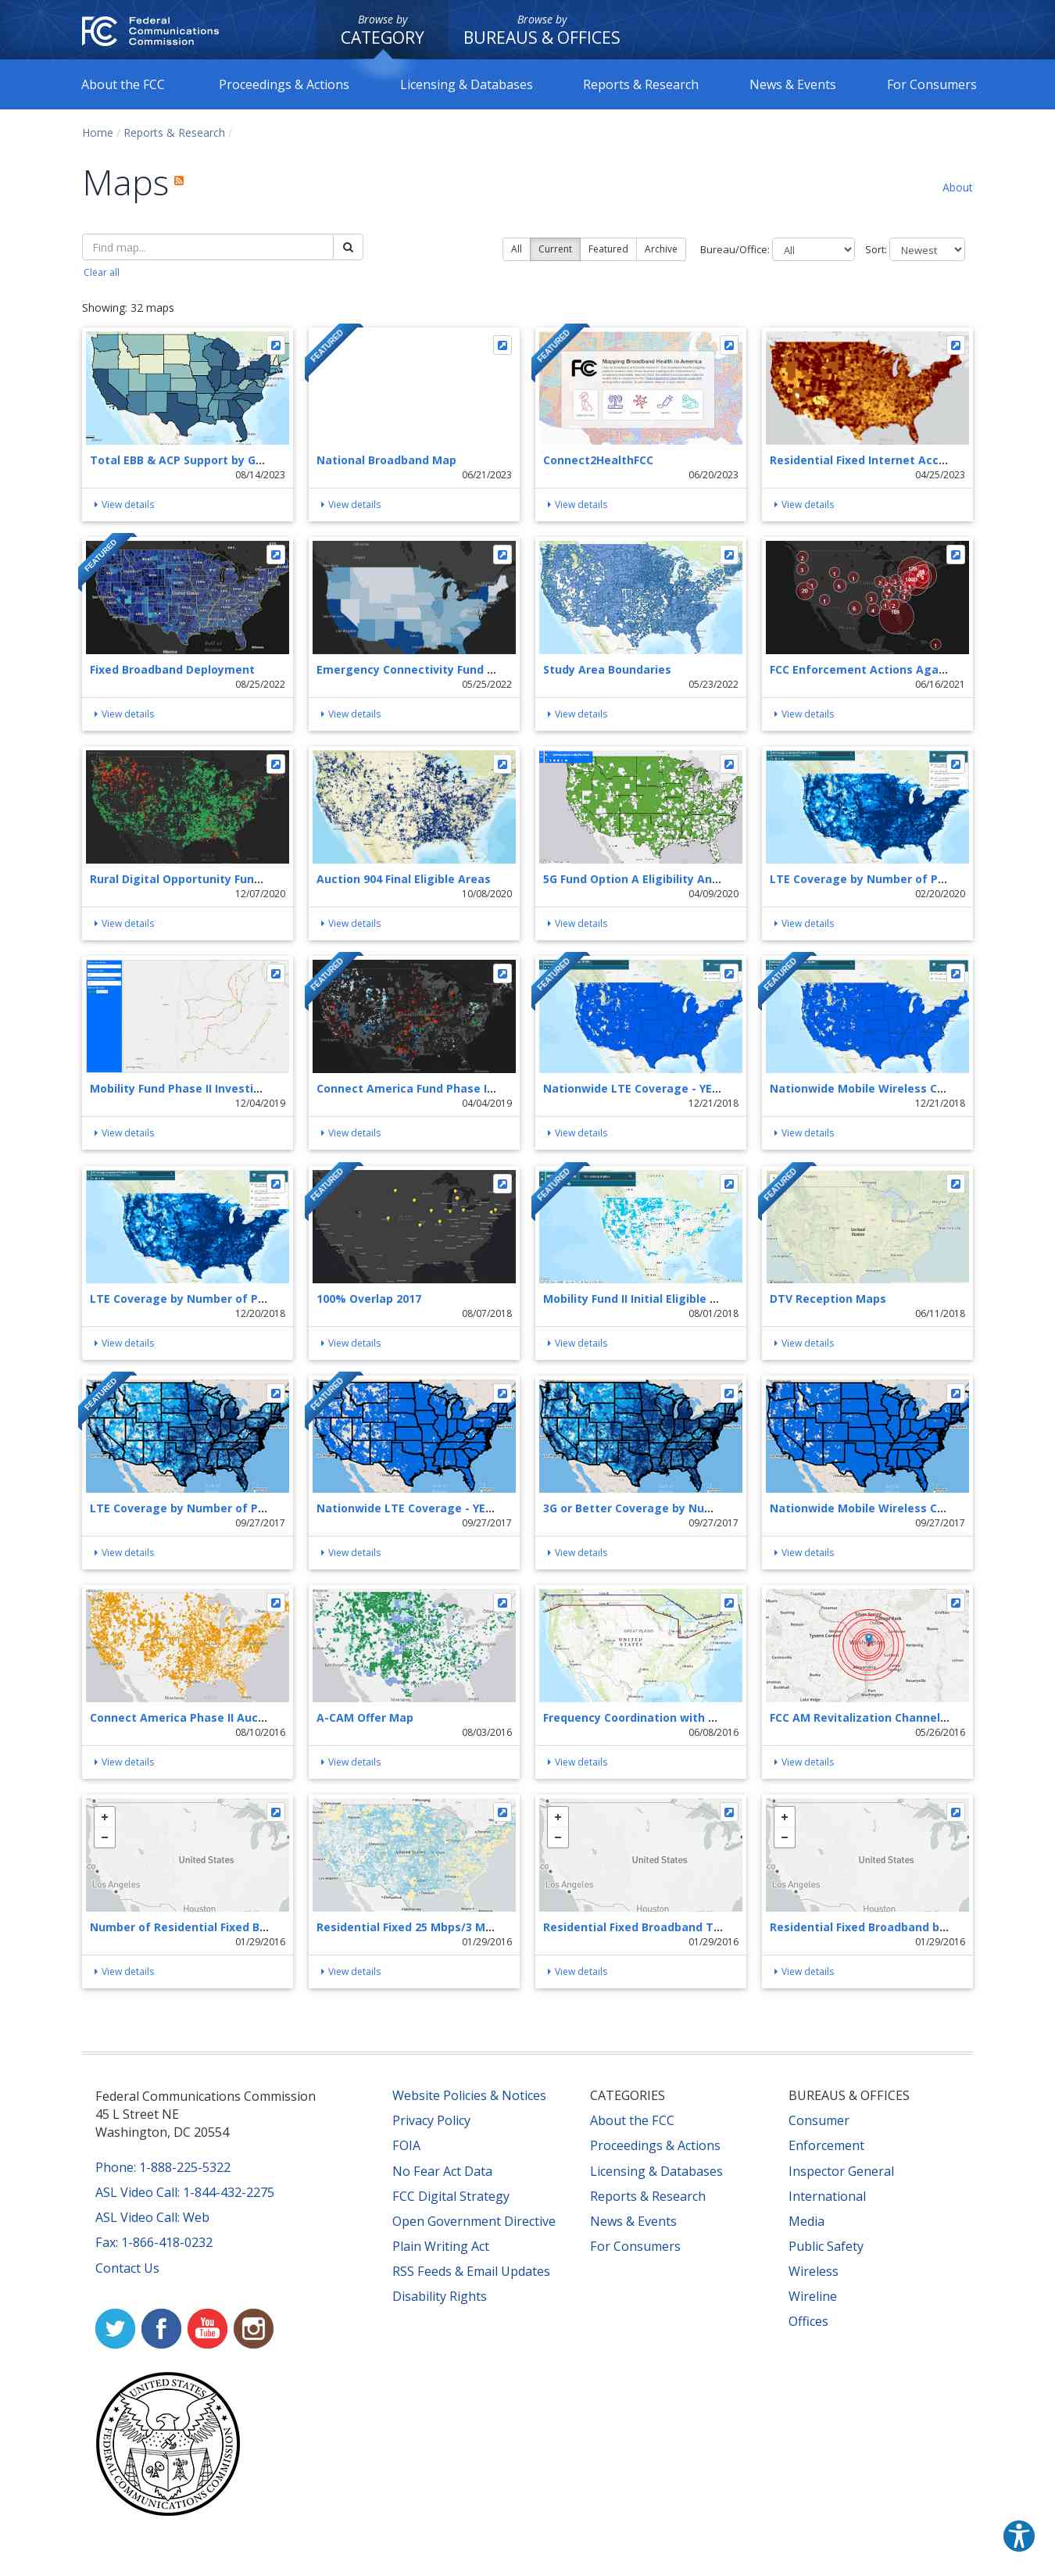 Federal
Communications
Commission
Browse by
CATEGORY
Browse by
BUREAUS & OFFICES
About the FCC
Proceedings & Actions
Licensing & Databases
Reports & Research
News & Events
For Consumers
Home / Reports & Research /
Maps
About
Find map...
Clear all
All
Current
Featured
Archive
Bureau/Office:
All
Sort:
Newest
Showing: 32 maps
Total EBB & ACP Support by G...
08/14/2023
View details
FEATURED
National Broadband Map
06/21/2023
View details
FEATURED
FCC
Mapping Broadband Health in America
Connect2HealthFCC
06/20/2023
View details
Residential Fixed Internet Acc...
04/25/2023
View details
FEATURED
Fixed Broadband Deployment
08/25/2022
View details
Emergency Connectivity Fund ...
05/25/2022
View details
Study Area Boundaries
05/23/2022
View details
FCC Enforcement Actions Aga...
06/16/2021
View details
Rural Digital Opportunity Fun...
12/07/2020
View details
Auction 904 Final Eligible Areas
10/08/2020
View details
5G Fund Option A Eligibility An...
04/09/2020
View details
LTE Coverage by Number of P...
02/20/2020
View details
Mobility Fund Phase II Investi...
12/04/2019
View details
FEATURED
Connect America Fund Phase I...
04/04/2019
View details
FEATURED
Nationwide LTE Coverage - YE...
12/21/2018
View details
FEATURED
Nationwide Mobile Wireless C...
12/21/2018
View details
LTE Coverage by Number of P...
12/20/2018
View details
FEATURED
100% Overlap 2017
08/07/2018
View details
FEATURED
Mobility Fund II Initial Eligible ...
08/01/2018
View details
FEATURED
United
States
DTV Reception Maps
06/11/2018
View details
FEATURED
LTE Coverage by Number of P...
09/27/2017
View details
FEATURED
Nationwide LTE Coverage - YE...
09/27/2017
View details
3G or Better Coverage by Nu...
09/27/2017
View details
Nationwide Mobile Wireless C...
09/27/2017
View details
Connect America Phase II Auc...
08/10/2016
View details
A-CAM Offer Map
08/03/2016
View details
GREAT PLAINS
UNITED
STATES
Frequency Coordination with ...
06/08/2016
View details
FCC AM Revitalization Channel...
05/26/2016
View details
+
−
United States
Los Angeles
Houston
Number of Residential Fixed B...
01/29/2016
View details
Residential Fixed 25 Mbps/3 M...
01/29/2016
View details
+
−
United States
Los Angeles
Houston
Residential Fixed Broadband T...
01/29/2016
View details
+
−
United States
Los Angeles
Houston
Residential Fixed Broadband b...
01/29/2016
View details
Federal Communications Commission
45 L Street NE
Washington, DC 20554
Phone: 1-888-225-5322
ASL Video Call: 1-844-432-2275
ASL Video Call: Web
Fax: 1-866-418-0232
Contact Us
You
Tube
UNITED STATES
FEDERAL COMMUNICATIONS COMMISSION
Website Policies & Notices
Privacy Policy
FOIA
No Fear Act Data
FCC Digital Strategy
Open Government Directive
Plain Writing Act
RSS Feeds & Email Updates
Disability Rights
CATEGORIES
About the FCC
Proceedings & Actions
Licensing & Databases
Reports & Research
News & Events
For Consumers
BUREAUS & OFFICES
Consumer
Enforcement
Inspector General
International
Media
Public Safety
Wireless
Wireline
Offices